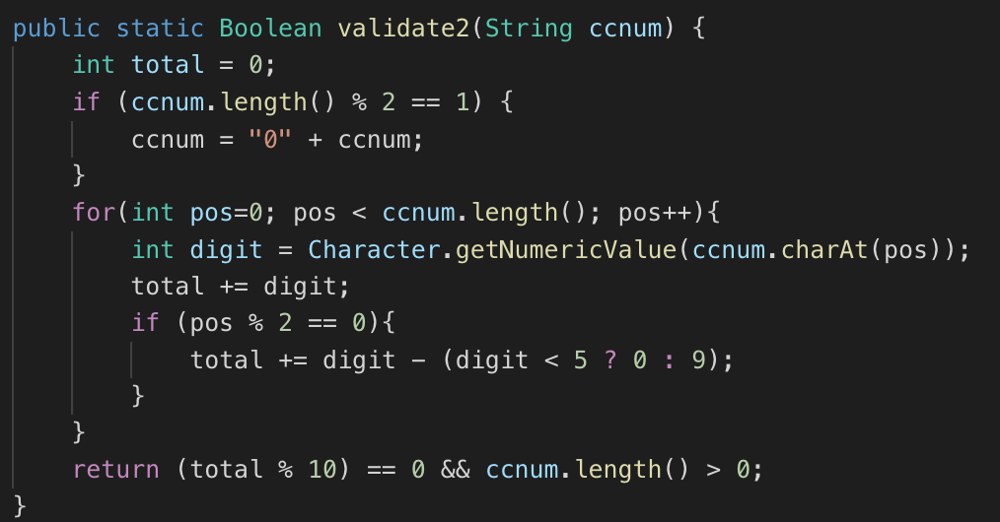 public static Boolean validate2(String ccnum) {
    int total = 0;
    if (ccnum.length() % 2 == 1) {
        ccnum = "0" + ccnum;
    }
    for(int pos=0; pos < ccnum.length(); pos++){
        int digit = Character.getNumericValue(ccnum.charAt(pos));
        total += digit;
        if (pos % 2 == 0){
            total += digit - (digit < 5 ? 0 : 9);
        }
    }
    return (total % 10) == 0 && ccnum.length() > 0;
}